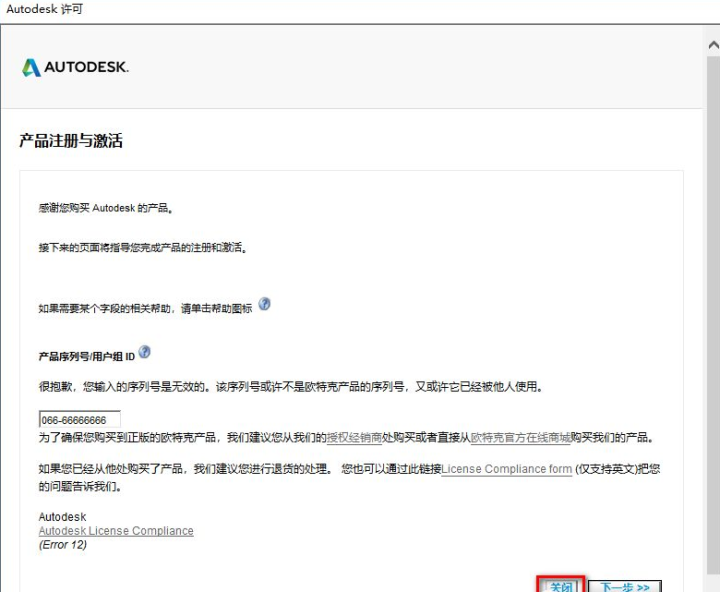 Autodesk 许可
AUTODESK.
产品注册与激活
感谢您购买 Autodesk 的产品。
接下来的页面将指导您完成产品的注册和激活。
如果需要某个字段的相关帮助，请单击帮助图标 ?
产品序列号/用户组 ID ?
很抱歉，您输入的序列号是无效的。该序列号或许不是欧特克产品的序列号，又或许它已经被他人使用。
066-66666666
为了确保您购买到正版的欧特克产品，我们建议您从我们的授权经销商处购买或者直接从欧特克官方在线商城购买我们的产品。
如果您已经从他处购买了产品，我们建议您进行退货的处理。 您也可以通过此链接License Compliance form (仅支持英文)把您
的问题告诉我们。
Autodesk
Autodesk License Compliance
(Error 12)
关闭 下一步 >>